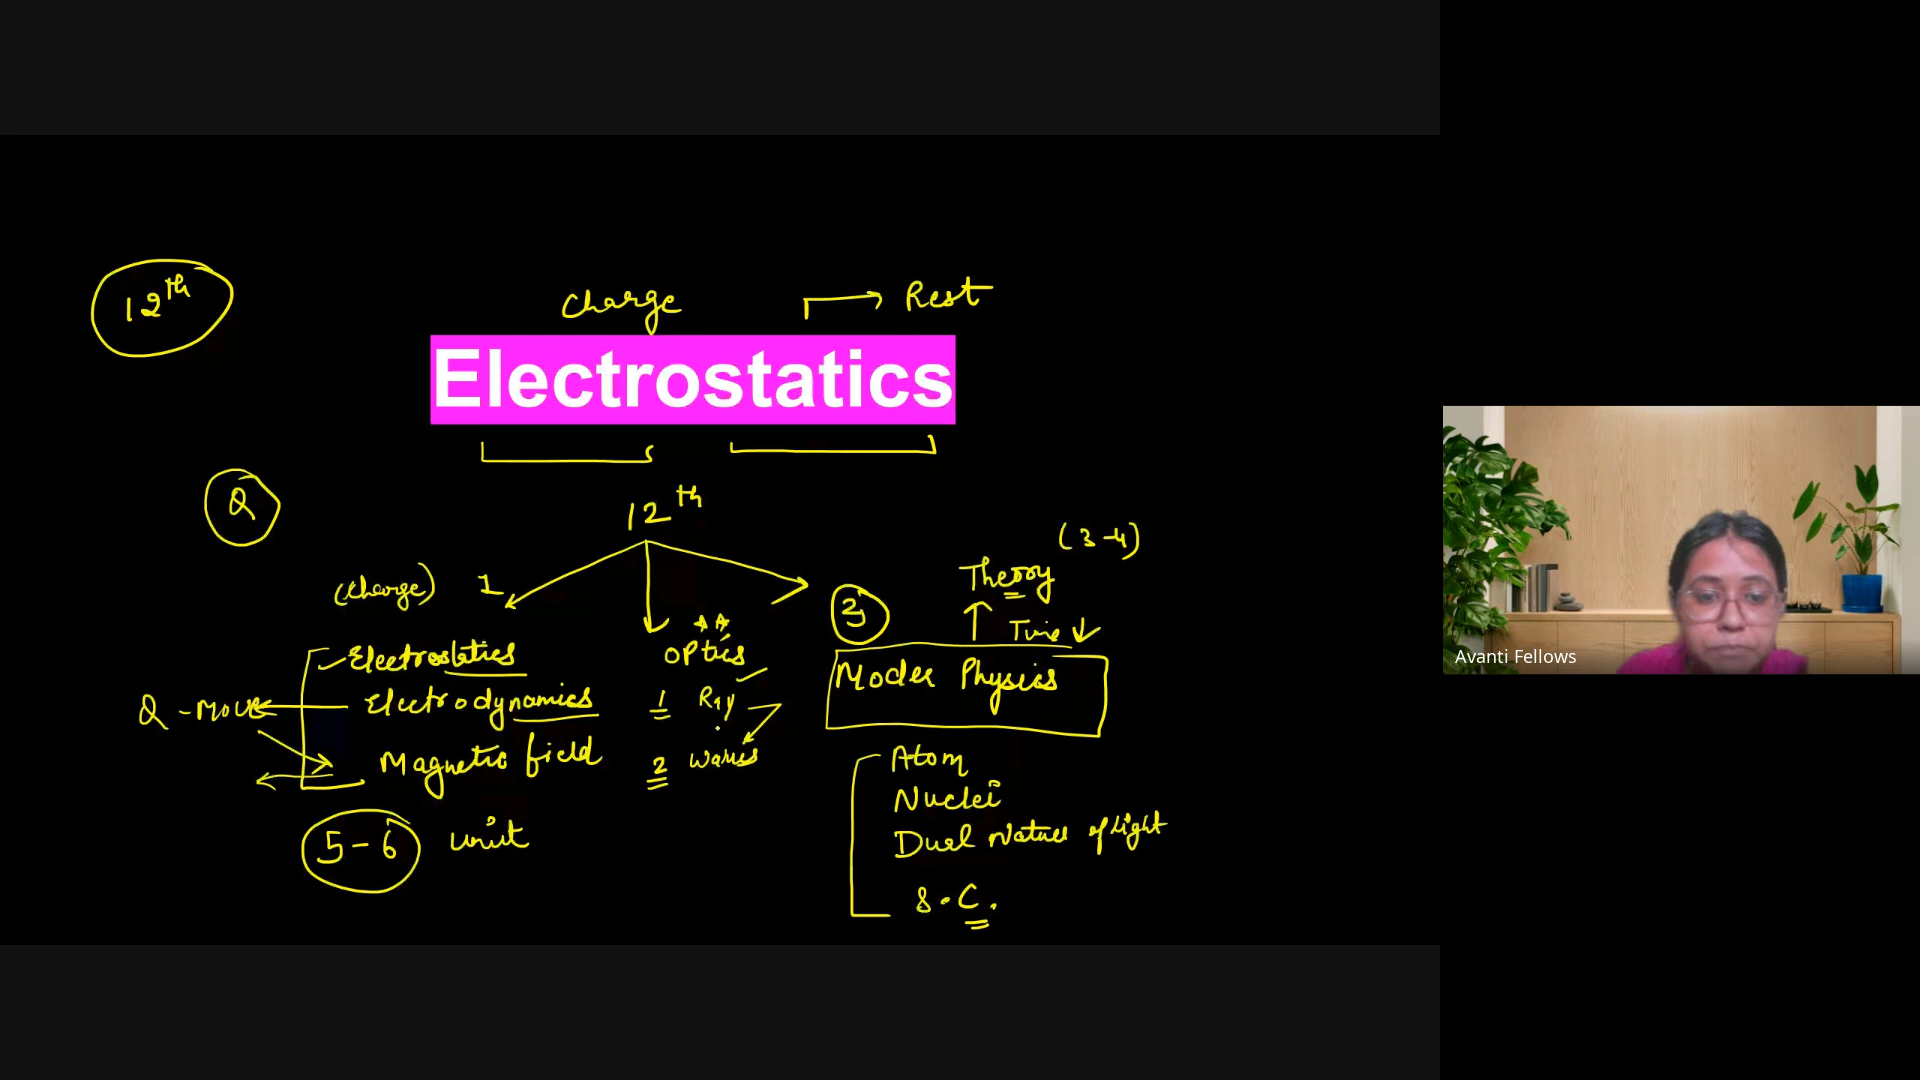 12th
Charge → Rest
Electrostatics
Q
12th
(3-4)
(Charge) 1
Theory
3
↑ Time ↓
Electrostatics
Optics
Moder Physics
Q - Move
Electrodynamics
1 Ray
Magnetic field
2 Waves
Atom
Nuclei
5-6 unit
Dual Nature of light
S.C.
Avanti Fellows